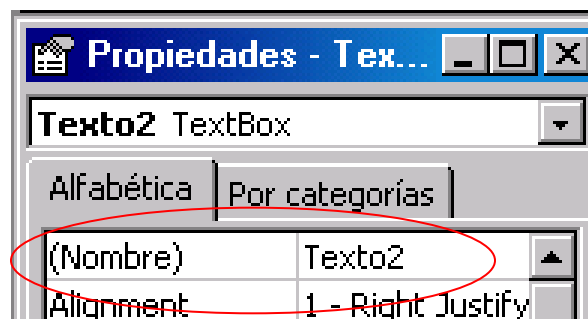 Propiedades - Tex...
Texto2 TextBox
Alfabética Por categorías
(Nombre) Texto2
Alignment 1 - Right Justify